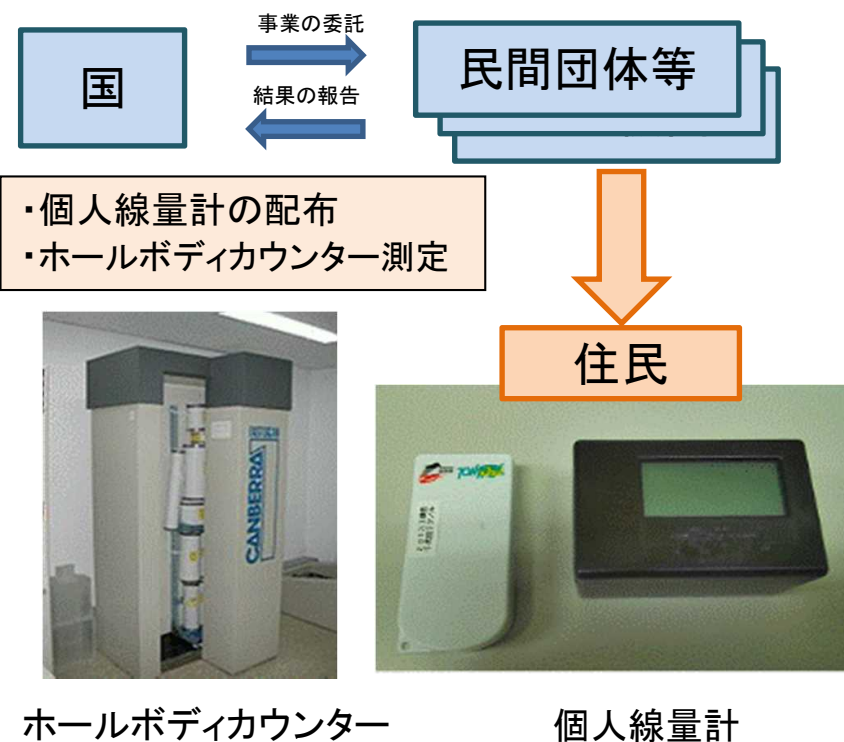 事業の委託
国
民間団体等
結果の報告
・個人線量計の配布
・ホールボディカウンター測定
住民
CANBERRA
ホールボディカウンター
個人線量計